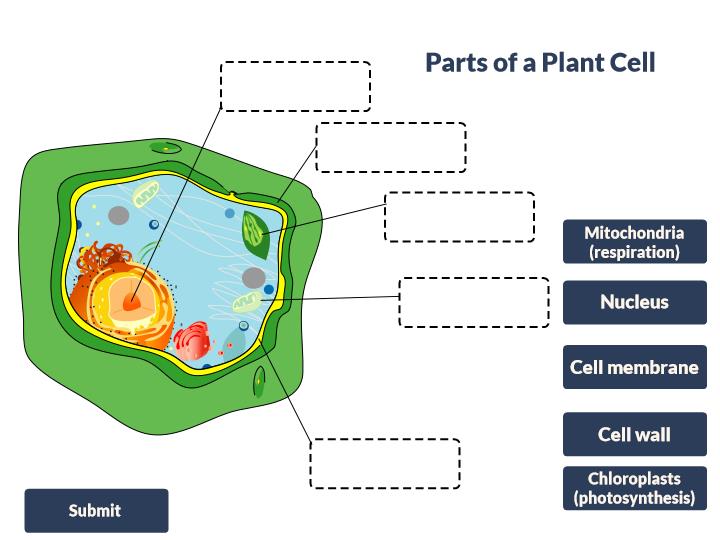 Parts of a Plant Cell
Mitochondria
(respiration)
Nucleus
Cell membrane
Cell wall
Chloroplasts
(photosynthesis)
Submit